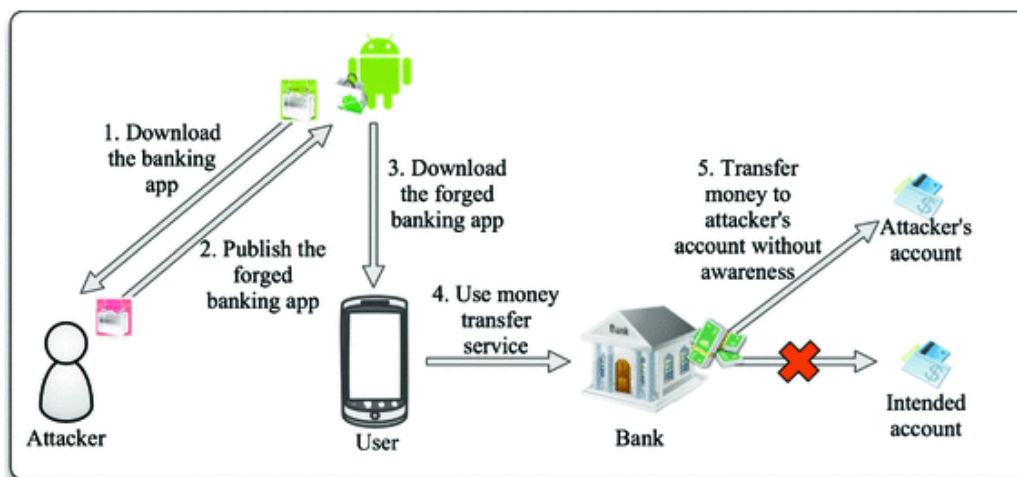 1. Download
the banking
app
2. Publish the
forged
banking app
3. Download
the forged
banking app
4. Use money
transfer
service
5. Transfer
money to
attacker's
account without
awareness
Attacker's
account
Bank
Intended
account
Attacker
User
Bank